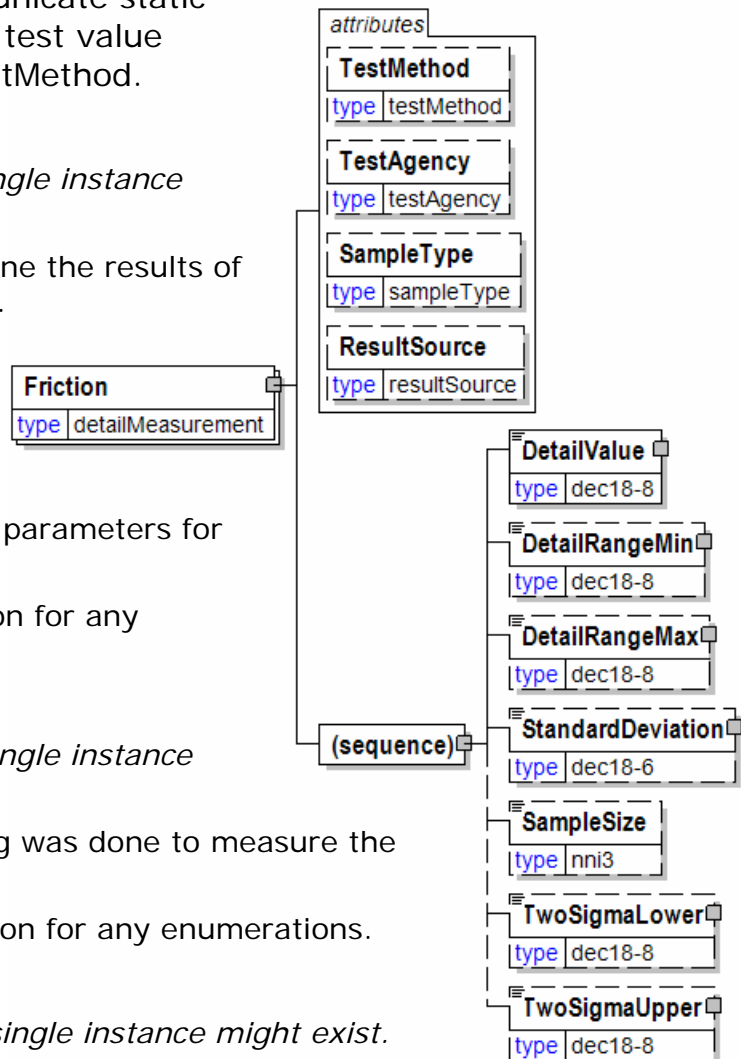 unicate static
test value
tMethod.
ngle instance
ne the results of
parameters for
on for any
ngle instance
g was done to measure the
on for any enumerations.
single instance might exist.
Friction
type detailMeasurement
attributes
TestMethod
type testMethod
TestAgency
type testAgency
SampleType
type sampleType
ResultSource
type resultSource
(sequence)
DetailValue
type dec18-8
DetailRangeMin
type dec18-8
DetailRangeMax
type dec18-8
StandardDeviation
type dec18-6
SampleSize
type nni3
TwoSigmaLower
type dec18-8
TwoSigmaUpper
type dec18-8